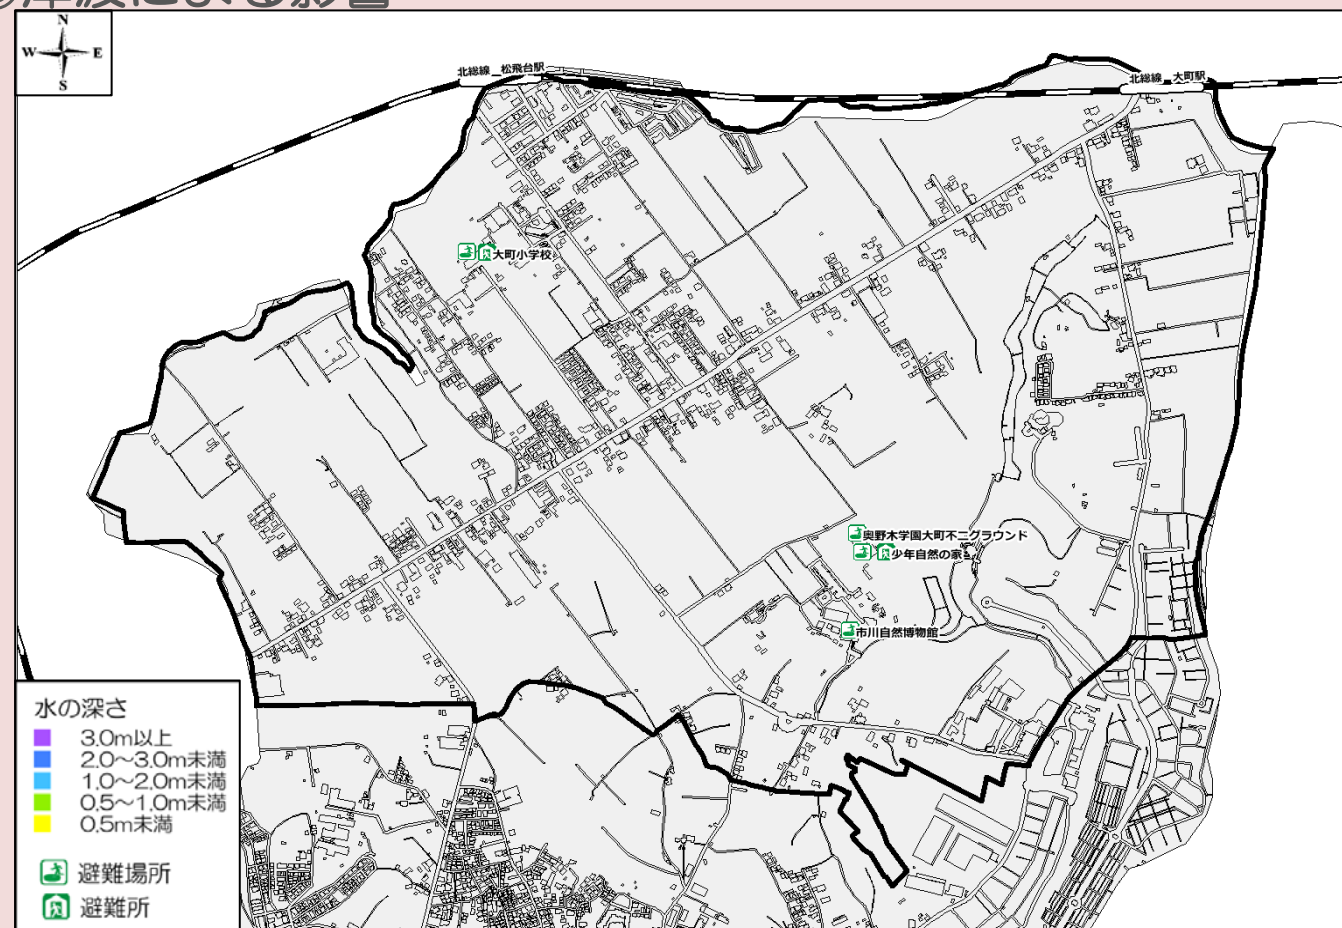 津波による影響
N
W E
S
北総線_松飛台駅
北総線_大町駅
大町小学校
奥野木学園大町不二グラウンド
少年自然の家
市川自然博物館
水の深さ
3.0m以上
2.0～3.0m未満
1.0～2.0m未満
0.5～1.0m未満
0.5m未満
避難場所
避難所